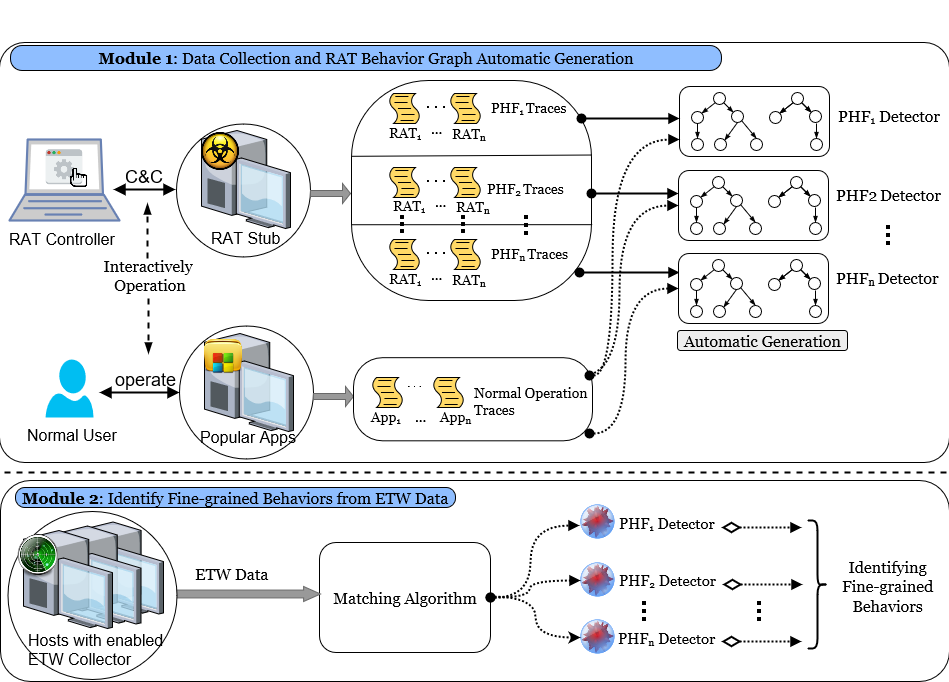 Module 1: Data Collection and RAT Behavior Graph Automatic Generation
RAT Controller
C&C
RAT Stub
Interactively
Operation
RAT₁ ... RATₙ
PHF₁ Traces
RAT₁ ... RATₙ
PHF₂ Traces
RAT₁ ... RATₙ
PHFₙ Traces
PHF₁ Detector
PHF2 Detector
PHFₙ Detector
Automatic Generation
Normal User
operate
Popular Apps
App₁ ... Appₙ
Normal Operation
Traces
Module 2: Identify Fine-grained Behaviors from ETW Data
Hosts with enabled
ETW Collector
ETW Data
Matching Algorithm
PHF₁ Detector
PHF₂ Detector
PHFₙ Detector
Identifying
Fine-grained
Behaviors